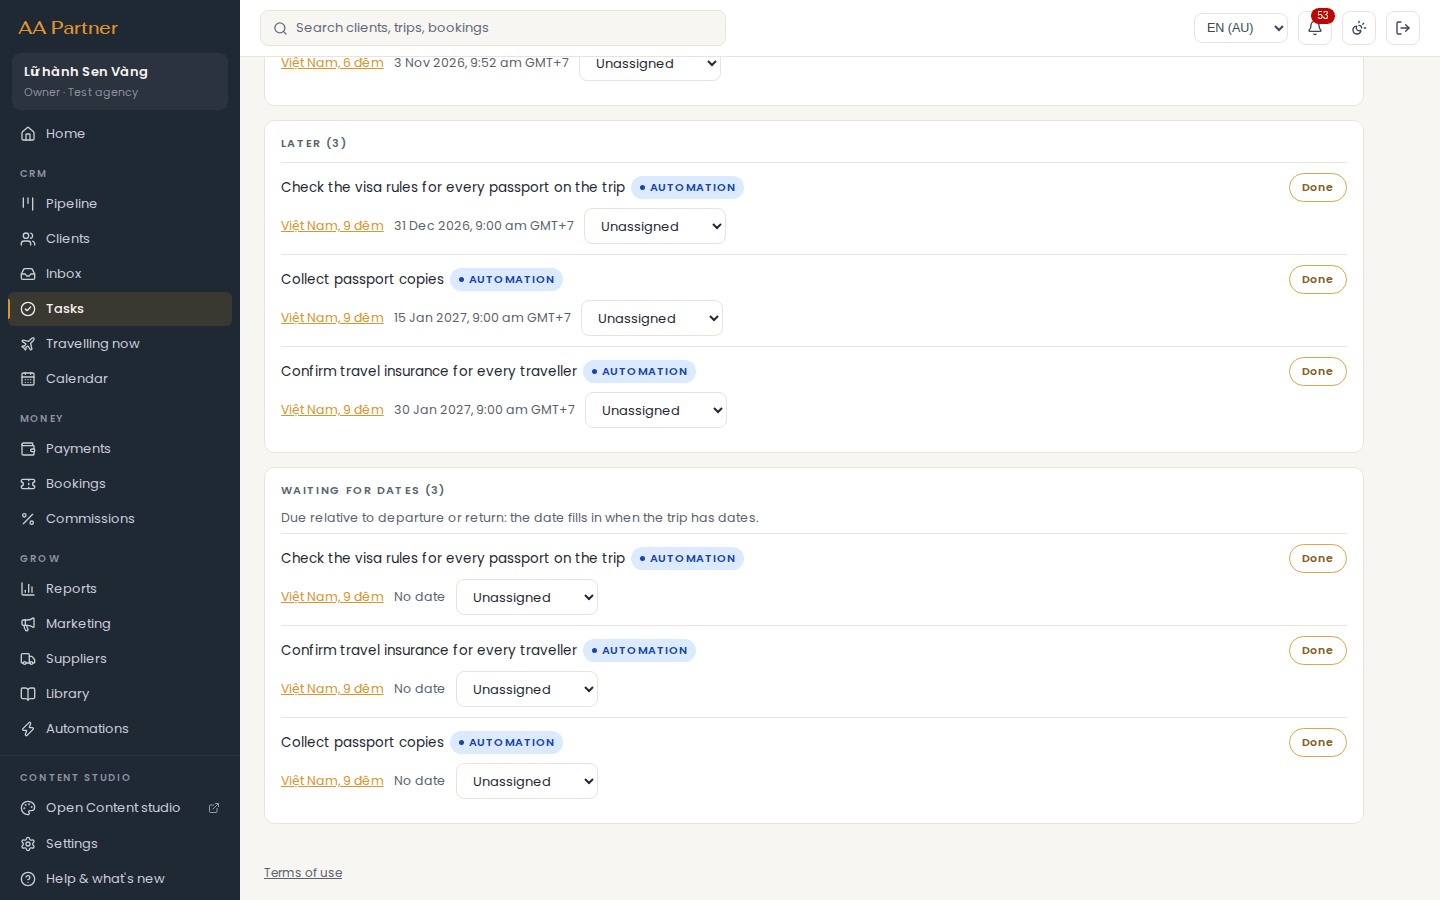 AA Partner
Lữ hành Sen Vàng
Owner · Test agency
Home
CRM
Pipeline
Clients
Inbox
Tasks
Travelling now
Calendar
MONEY
Payments
Bookings
Commissions
GROW
Reports
Marketing
Suppliers
Library
Automations
CONTENT STUDIO
Open Content studio
Settings
Help & what's new
Search clients, trips, bookings
EN (AU)
53
Việt Nam, 6 đêm 3 Nov 2026, 9:52 am GMT+7 Unassigned
LATER (3)
Check the visa rules for every passport on the trip AUTOMATION Done
Việt Nam, 9 đêm 31 Dec 2026, 9:00 am GMT+7 Unassigned
Collect passport copies AUTOMATION Done
Việt Nam, 9 đêm 15 Jan 2027, 9:00 am GMT+7 Unassigned
Confirm travel insurance for every traveller AUTOMATION Done
Việt Nam, 9 đêm 30 Jan 2027, 9:00 am GMT+7 Unassigned
WAITING FOR DATES (3)
Due relative to departure or return: the date fills in when the trip has dates.
Check the visa rules for every passport on the trip AUTOMATION Done
Việt Nam, 9 đêm No date Unassigned
Confirm travel insurance for every traveller AUTOMATION Done
Việt Nam, 9 đêm No date Unassigned
Collect passport copies AUTOMATION Done
Việt Nam, 9 đêm No date Unassigned
Terms of use